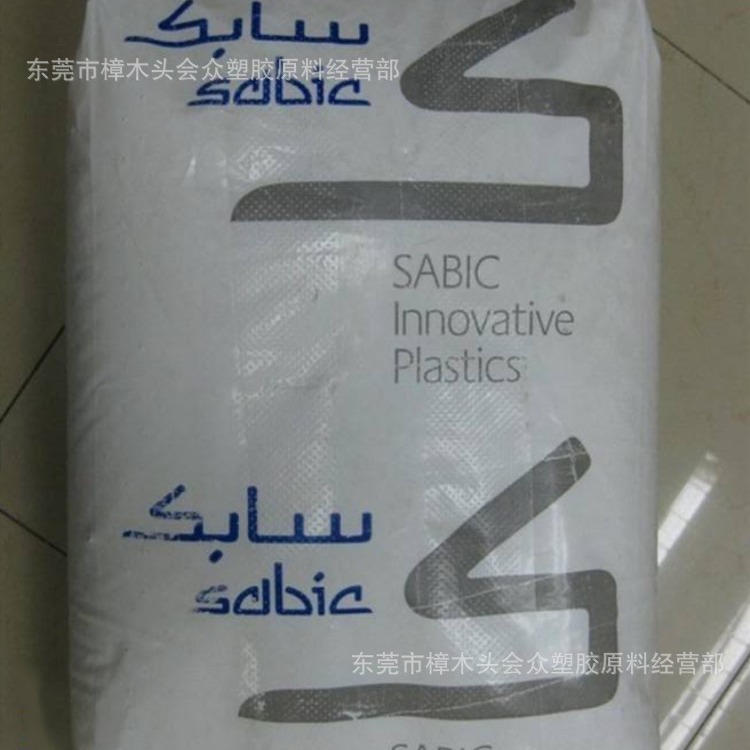 سابك
东莞市樟木头会众塑胶原料经营部
sabic
SABIC
Innovative
Plastics
سابك
sabic
东莞市樟木头会众塑胶原料经营部
SABIC